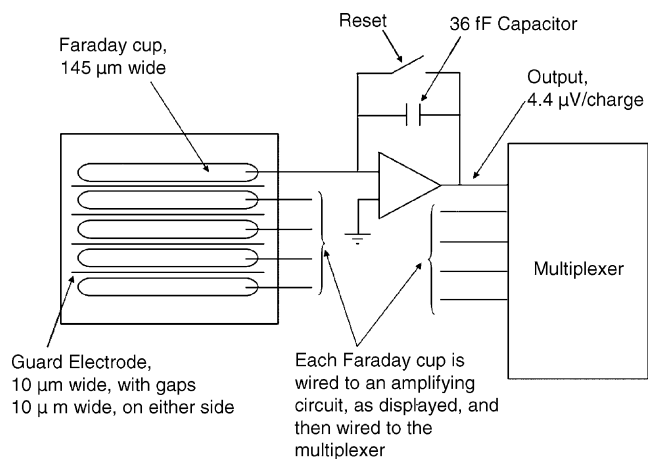 Reset
36 fF Capacitor
Faraday cup,
145 µm wide
Output,
4.4 µV/charge
Multiplexer
Guard Electrode,
10 µm wide, with gaps
10 µ m wide, on either side
Each Faraday cup is
wired to an amplifying
circuit, as displayed, and
then wired to the
multiplexer